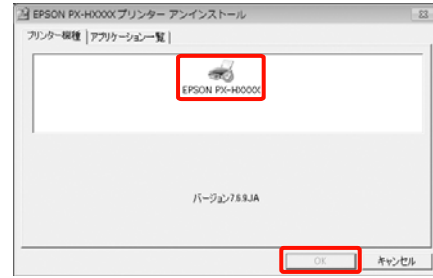 EPSON PX-HXXXXプリンター アンインストール
プリンター機種 アプリケーション一覧
EPSON PX-HXXXX
バージョン7.6.9.JA
OK キャンセル